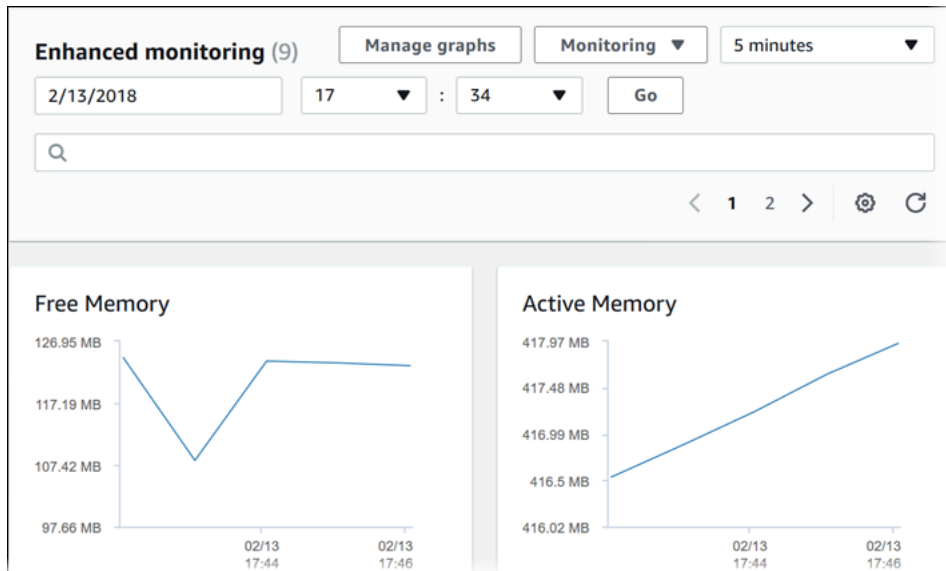 Enhanced monitoring (9)
Manage graphs
Monitoring
5 minutes
2/13/2018
17
:
34
Go
1
2
Free Memory
126.95 MB
117.19 MB
107.42 MB
97.66 MB
02/13
17:44
02/13
17:46
Active Memory
417.97 MB
417.48 MB
416.99 MB
416.5 MB
416.02 MB
02/13
17:44
02/13
17:46